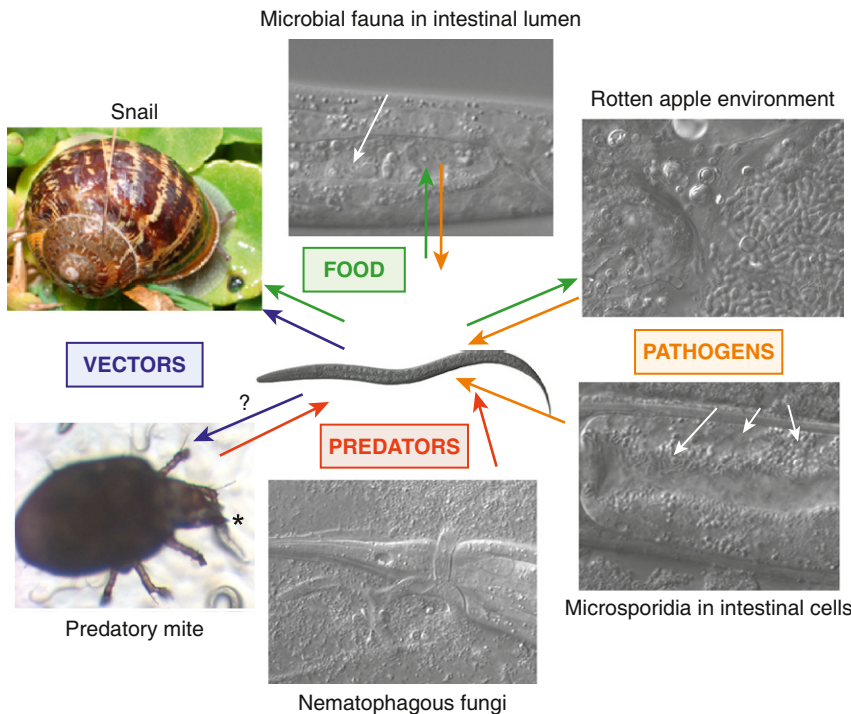 Microbial fauna in intestinal lumen
Snail
Rotten apple environment
FOOD
VECTORS
PATHOGENS
?
PREDATORS
*
Predatory mite
Microsporidia in intestinal cells
Nematophagous fungi